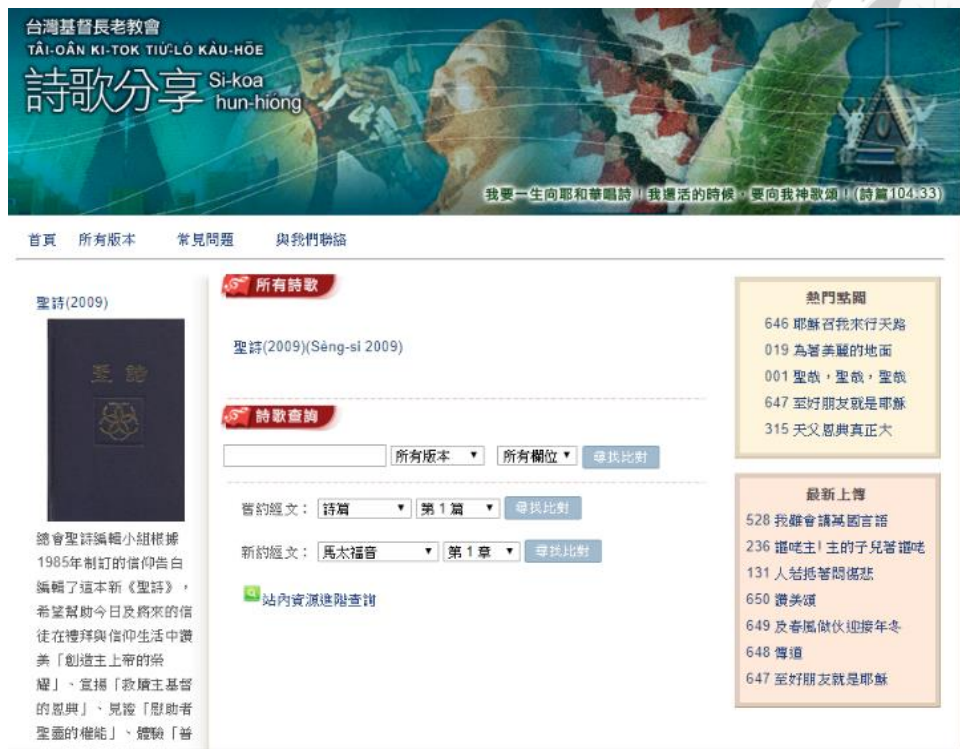 台灣基督長老教會
TÂI-OÂN KI-TOK TIÚⁿ-LÒ KÀU-HŌE
詩歌分享 Si-koa hun-hióng
我要一生向耶和華唱詩！我還活的時候，要向我神歌頌！(詩篇104.33)
首頁 所有版本 常見問題 與我們聯絡
聖詩(2009)
聖詩
總會聖詩編輯小組根據
1985年制訂的信仰告白
編輯了這本新《聖詩》，
希望幫助今日及將來的信
徒在禮拜與信仰生活中讚
美「創造主上帝的榮
耀」、宣揚「救贖主基督
的恩典」、見證「慰助者
聖靈的權能」、體驗「普
所有詩歌
聖詩(2009)(Sèng-si 2009)
詩歌查詢
所有版本 所有欄位 尋找比對
舊約經文： 詩篇 第 1 篇 尋找比對
新約經文： 馬太福音 第 1 章 尋找比對
站內資源進階查詢
熱門點閱
646 耶穌召我來行天路
019 為著美麗的地面
001 聖哉，聖哉，聖哉
647 至好朋友就是耶穌
315 天父恩典真正大
最新上傳
528 我雖會講萬國言語
236 謳咾主! 主的子兒著謳咾
131 人若抵著悶傷悲
650 讚美頌
649 及春風做伙迎接年冬
648 傳道
647 至好朋友就是耶穌